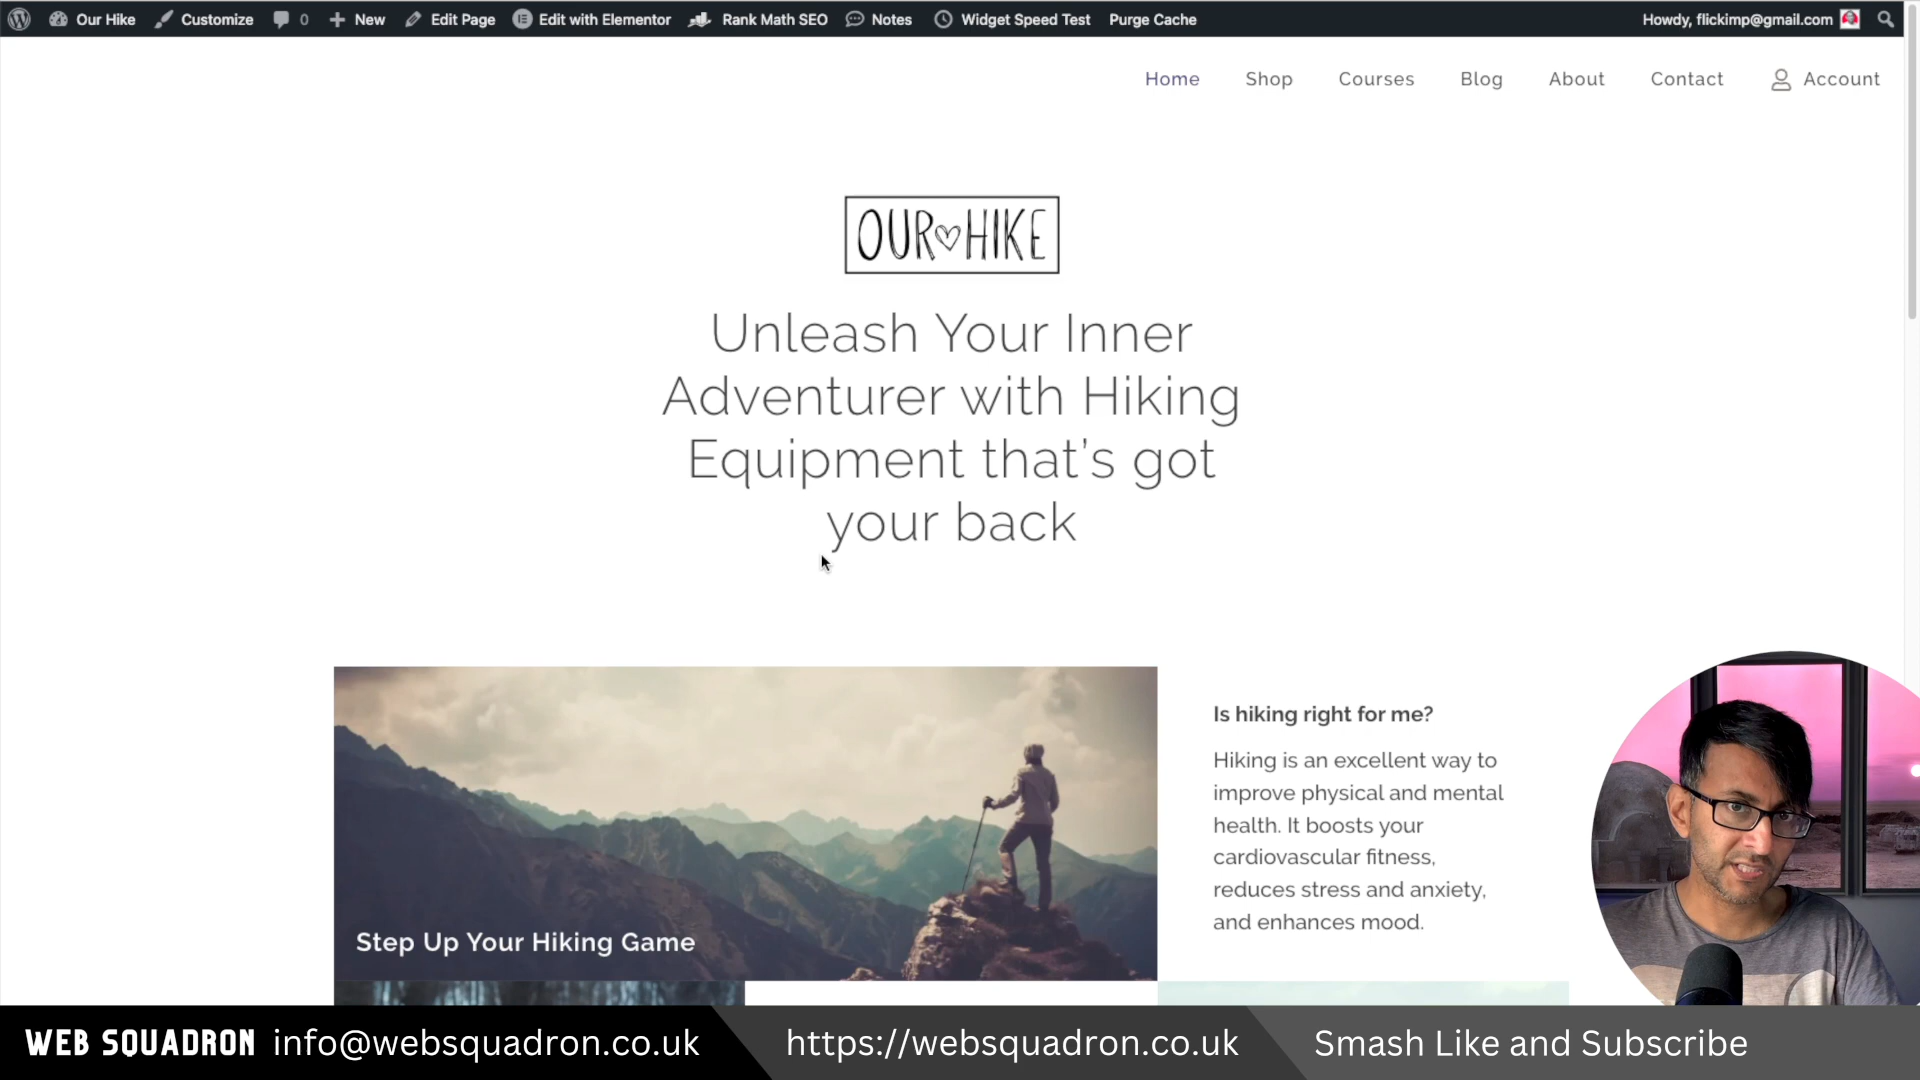 Our Hike Customize 0 New Edit Page Edit with Elementor Rank Math SEO Notes Widget Speed Test Purge Cache Howdy, flickimp@gmail.com
Home Shop Courses Blog About Contact Account
OUR HIKE
Unleash Your Inner
Adventurer with Hiking
Equipment that's got
your back
Step Up Your Hiking Game
Is hiking right for me?
Hiking is an excellent way to
improve physical and mental
health. It boosts your
cardiovascular fitness,
reduces stress and anxiety,
and enhances mood.
WEB SQUADRON info@websquadron.co.uk https://websquadron.co.uk Smash Like and Subscribe